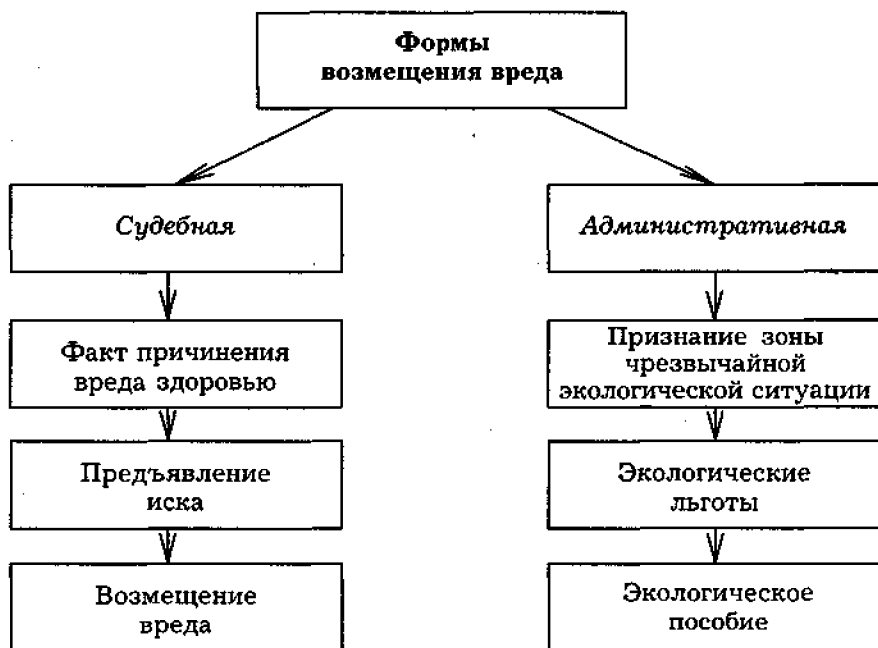 Формы
возмещения вреда
Судебная
Административная
Факт причинения
вреда здоровью
Признание зоны
чрезвычайной
экологической ситуации
Предъявление
иска
Экологические
льготы
Возмещение
вреда
Экологическое
пособие